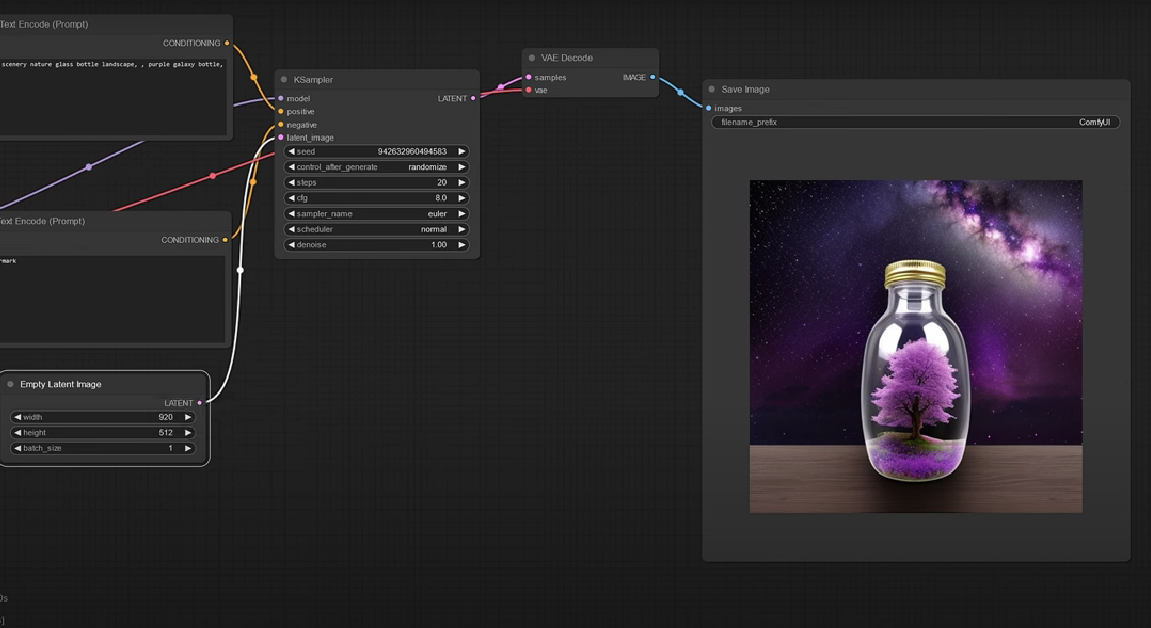 Text Encode (Prompt)
CONDITIONING
scenery nature glass bottle landscape, , purple galaxy bottle,
KSampler
model
LATENT
positive
negative
latent_image
seed 942632960494583
control_after_generate randomize
steps 20
cfg 8.0
sampler_name euler
scheduler normal
denoise 1.00
VAE Decode
samples
IMAGE
vae
Save Image
images
filename_prefix ComfyUI
ext Encode (Prompt)
CONDITIONING
rmark
Empty Latent Image
LATENT
width 920
height 512
batch_size 1
0s